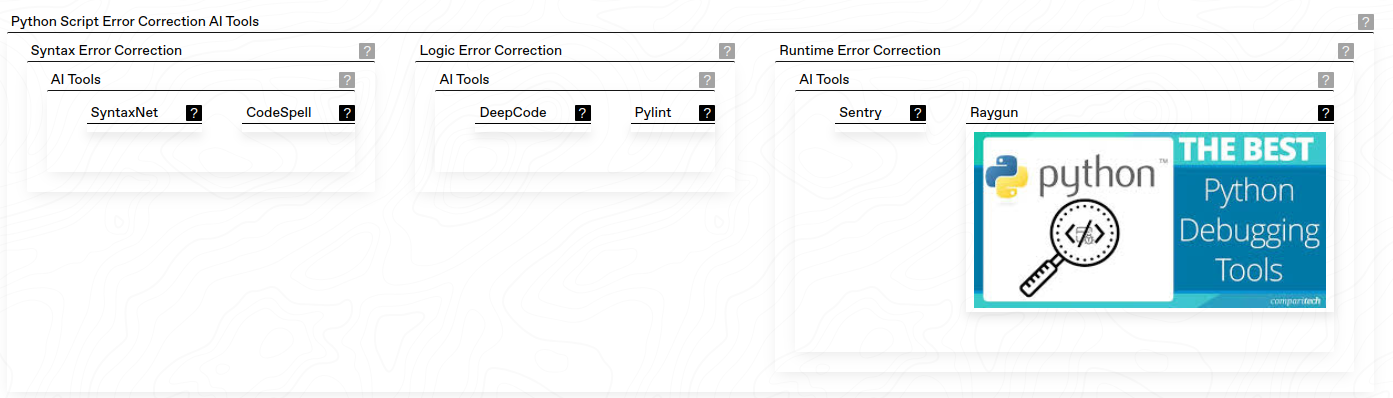 Python Script Error Correction AI Tools ?
Syntax Error Correction ? Logic Error Correction ? Runtime Error Correction ?
AI Tools ? AI Tools ? AI Tools ?
SyntaxNet ? CodeSpell ? DeepCode ? Pylint ? Sentry ? Raygun ?
python™
THE BEST
Python
Debugging
Tools
comparitech